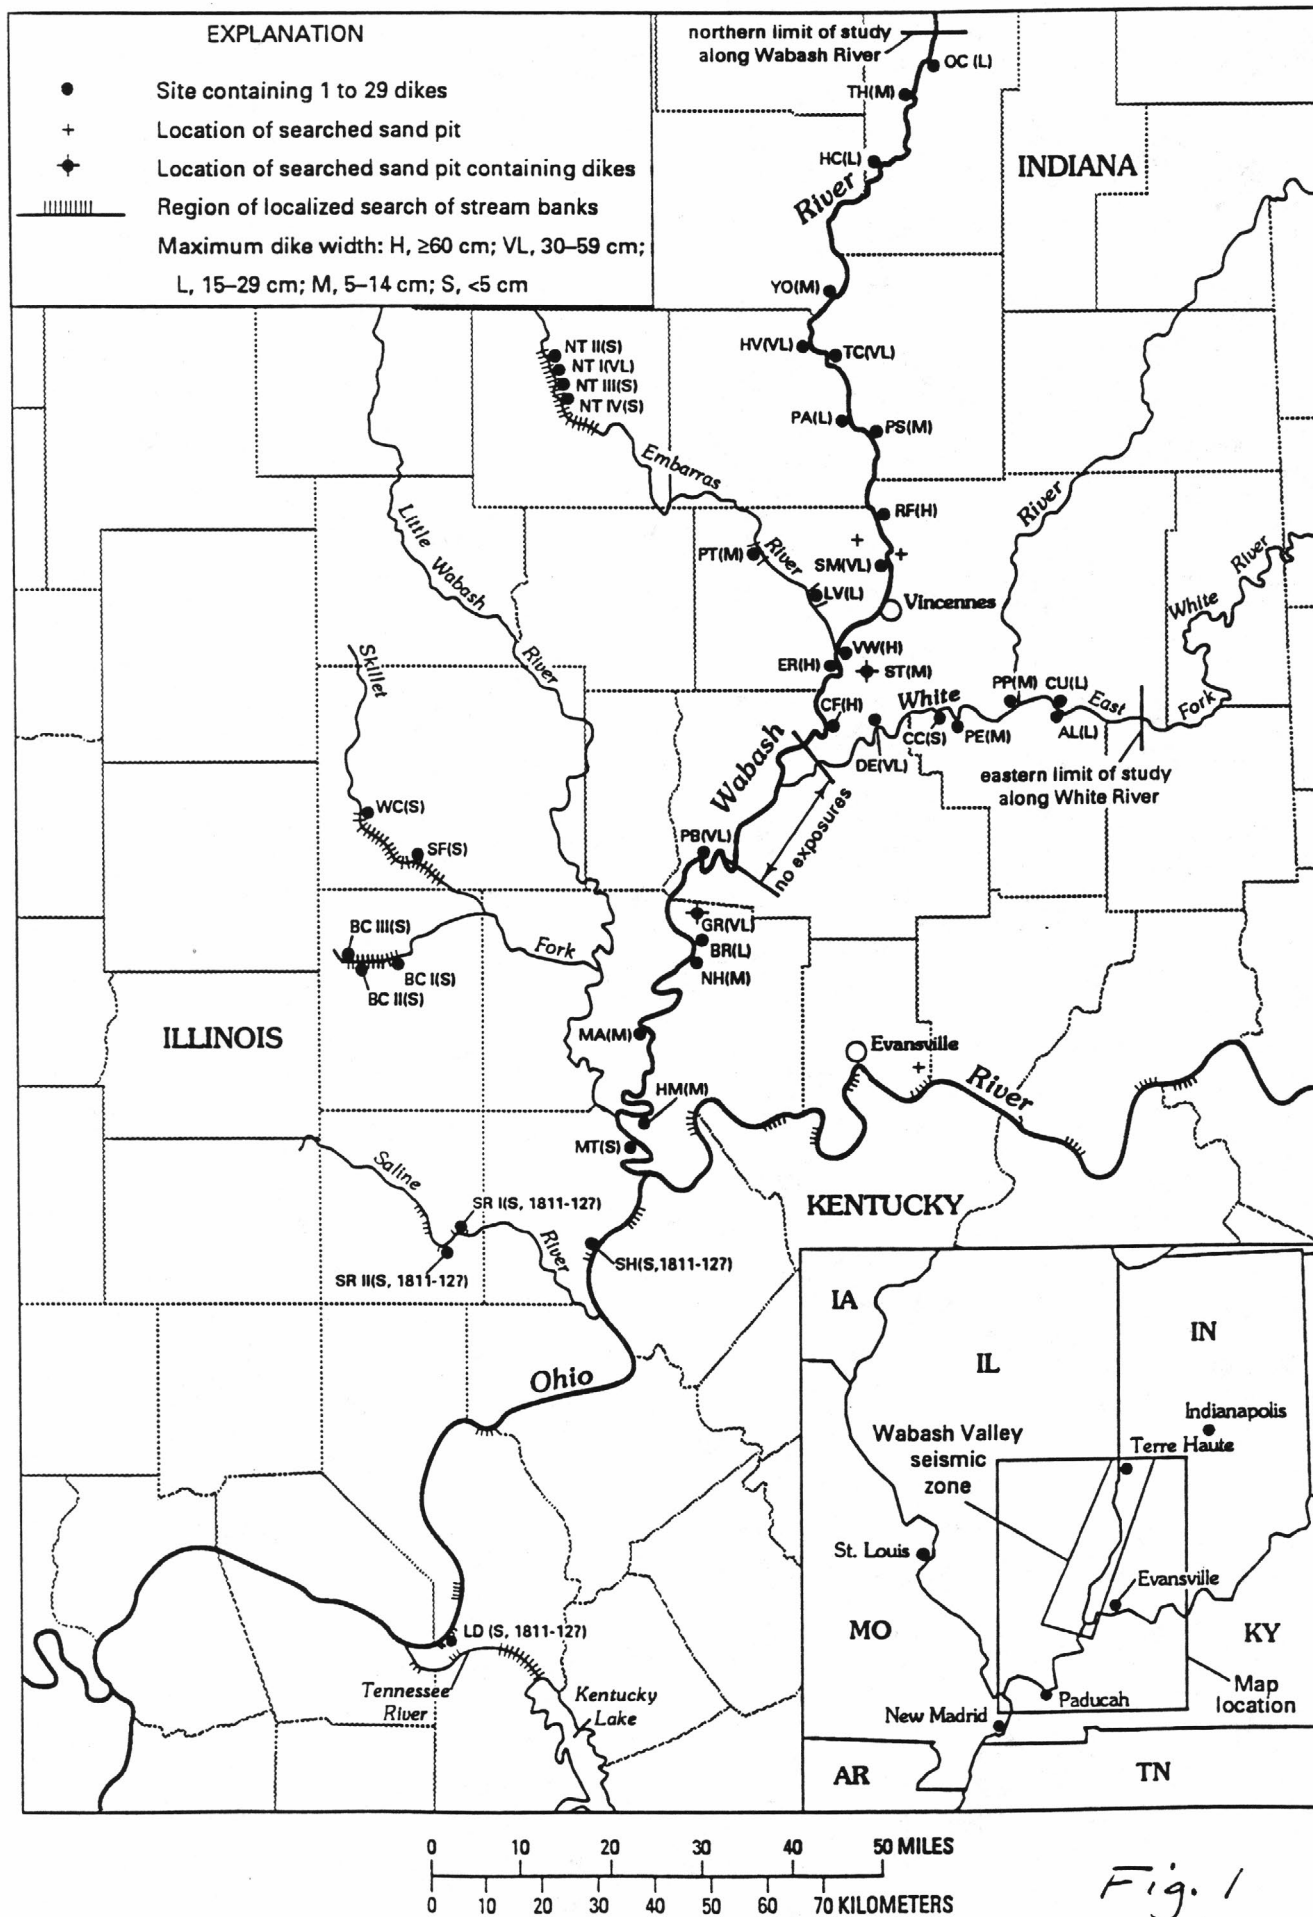 EXPLANATION
Site containing 1 to 29 dikes
Location of searched sand pit
Location of searched sand pit containing dikes
Region of localized search of stream banks
Maximum dike width: H, ≥60 cm; VL, 30–59 cm;
L, 15–29 cm; M, 5–14 cm; S, <5 cm
northern limit of study
along Wabash River
OC (L)
TH(M)
HC(L)
INDIANA
River
YO(M)
HV(VL)
TC(VL)
NT II(S)
NT I(VL)
NT III(S)
NT IV(S)
PA(L)
PS(M)
Embarras
River
RF(H)
River
Little
Wabash
River
PT(M)
SM(VL)
LV(L)
Vincennes
River
White
VW(H)
ER(H)
ST(M)
Skillet
CF(H)
White
PP(M)
CU(L)
East
Fork
CC(S)
PE(M)
AL(L)
DE(VL)
Wabash
eastern limit of study
along White River
no exposures
WC(S)
SF(S)
PB(VL)
GR(VL)
BR(L)
NH(M)
BC III(S)
BC I(S)
BC II(S)
Fork
ILLINOIS
MA(M)
Evansville
River
HM(M)
MT(S)
Saline
River
KENTUCKY
SR I(S, 1811-12?)
SR II(S, 1811-12?)
SH(S,1811-12?)
Ohio
IA
IL
IN
Indianapolis
Terre Haute
Wabash Valley
seismic
zone
St. Louis
Evansville
MO
KY
Map
location
Paducah
New Madrid
AR
TN
LD (S, 1811-12?)
Tennessee
River
Kentucky
Lake
0 10 20 30 40 50 MILES
0 10 20 30 40 50 60 70 KILOMETERS
Fig. 1